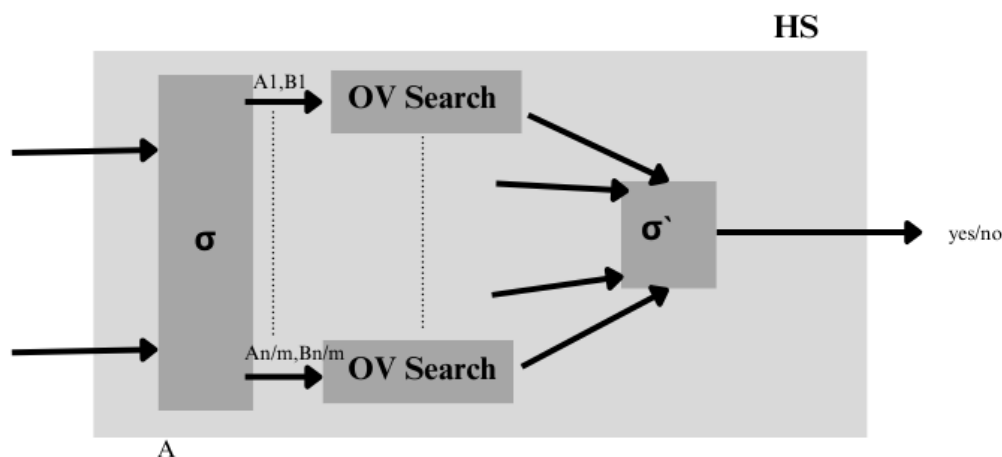 HS
A1,B1
OV Search
σ
σ`
yes/no
An/m,Bn/m
OV Search
A